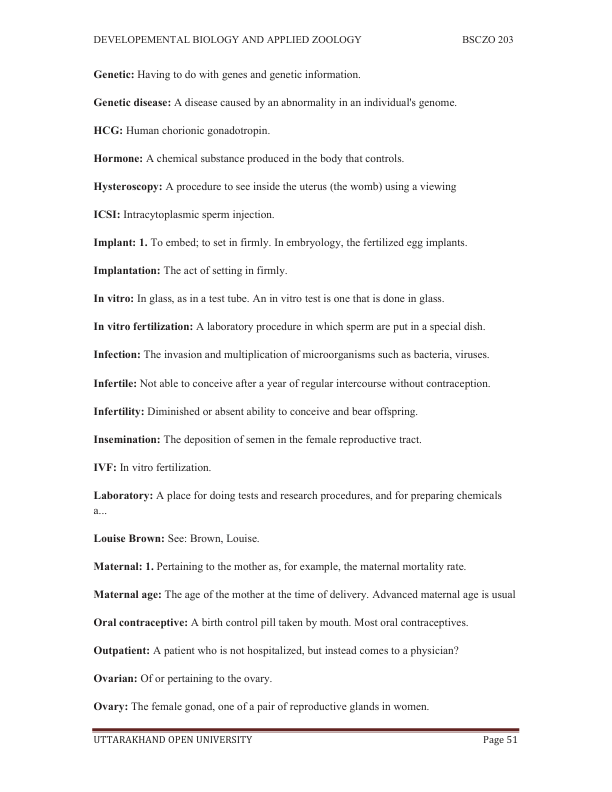 DEVELOPEMENTAL BIOLOGY AND APPLIED ZOOLOGY BSCZO 203
Genetic: Having to do with genes and genetic information.
Genetic disease: A disease caused by an abnormality in an individual's genome.
HCG: Human chorionic gonadotropin.
Hormone: A chemical substance produced in the body that controls.
Hysteroscopy: A procedure to see inside the uterus (the womb) using a viewing
ICSI: Intracytoplasmic sperm injection.
Implant: 1. To embed; to set in firmly. In embryology, the fertilized egg implants.
Implantation: The act of setting in firmly.
In vitro: In glass, as in a test tube. An in vitro test is one that is done in glass.
In vitro fertilization: A laboratory procedure in which sperm are put in a special dish.
Infection: The invasion and multiplication of microorganisms such as bacteria, viruses.
Infertile: Not able to conceive after a year of regular intercourse without contraception.
Infertility: Diminished or absent ability to conceive and bear offspring.
Insemination: The deposition of semen in the female reproductive tract.
IVF: In vitro fertilization.
Laboratory: A place for doing tests and research procedures, and for preparing chemicals
a...
Louise Brown: See: Brown, Louise.
Maternal: 1. Pertaining to the mother as, for example, the maternal mortality rate.
Maternal age: The age of the mother at the time of delivery. Advanced maternal age is usual
Oral contraceptive: A birth control pill taken by mouth. Most oral contraceptives.
Outpatient: A patient who is not hospitalized, but instead comes to a physician?
Ovarian: Of or pertaining to the ovary.
Ovary: The female gonad, one of a pair of reproductive glands in women.
UTTARAKHAND OPEN UNIVERSITY Page 51